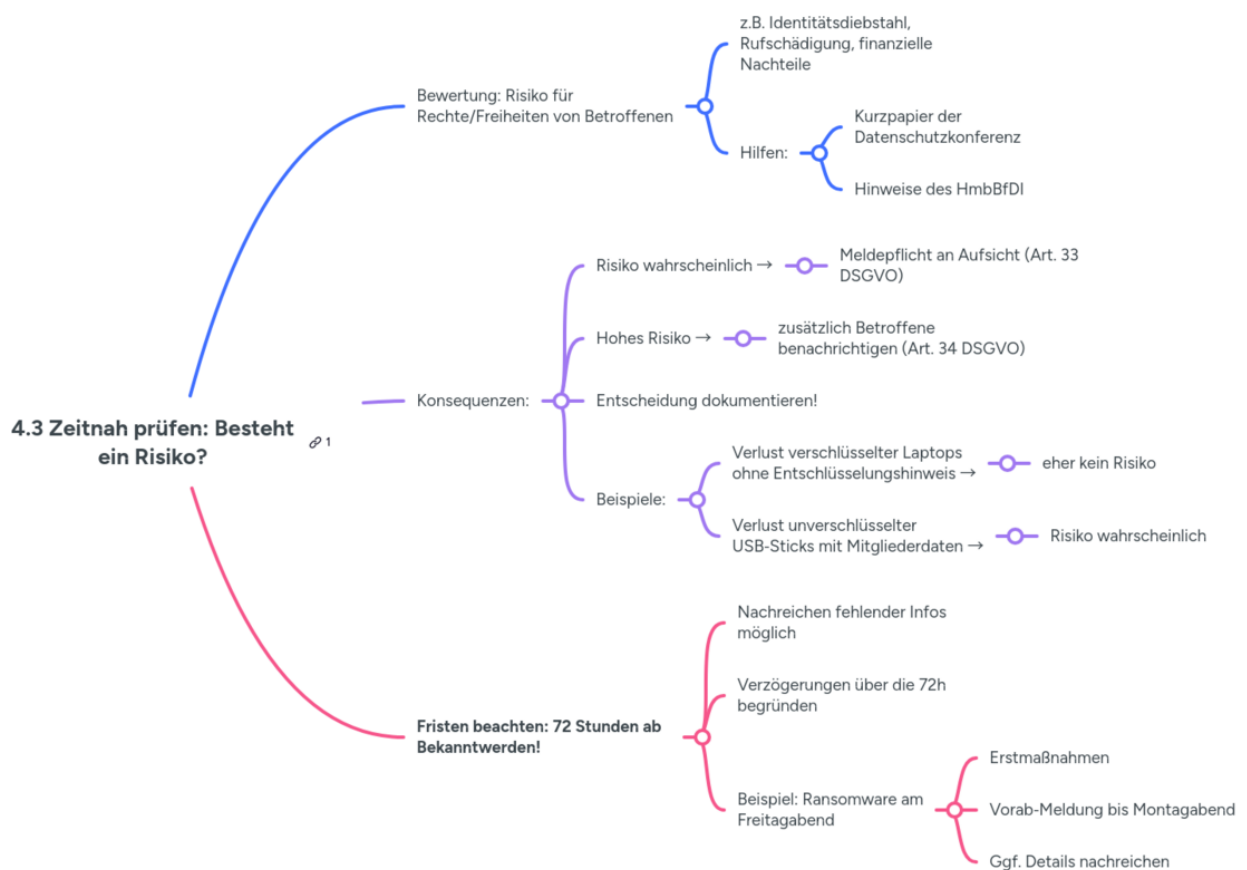 4.3 Zeitnah prüfen: Besteht
ein Risiko?
1
Bewertung: Risiko für
Rechte/Freiheiten von Betroffenen
z.B. Identitätsdiebstahl,
Rufschädigung, finanzielle
Nachteile
Hilfen:
Kurzpapier der
Datenschutzkonferenz
Hinweise des HmbBfDI
Konsequenzen:
Risiko wahrscheinlich →
Meldepflicht an Aufsicht (Art. 33
DSGVO)
Hohes Risiko →
zusätzlich Betroffene
benachrichtigen (Art. 34 DSGVO)
Entscheidung dokumentieren!
Beispiele:
Verlust verschlüsselter Laptops
ohne Entschlüsselungshinweis →
eher kein Risiko
Verlust unverschlüsselter
USB-Sticks mit Mitgliederdaten →
Risiko wahrscheinlich
Fristen beachten: 72 Stunden ab
Bekanntwerden!
Nachreichen fehlender Infos
möglich
Verzögerungen über die 72h
begründen
Beispiel: Ransomware am
Freitagabend
Erstmaßnahmen
Vorab-Meldung bis Montagabend
Ggf. Details nachreichen